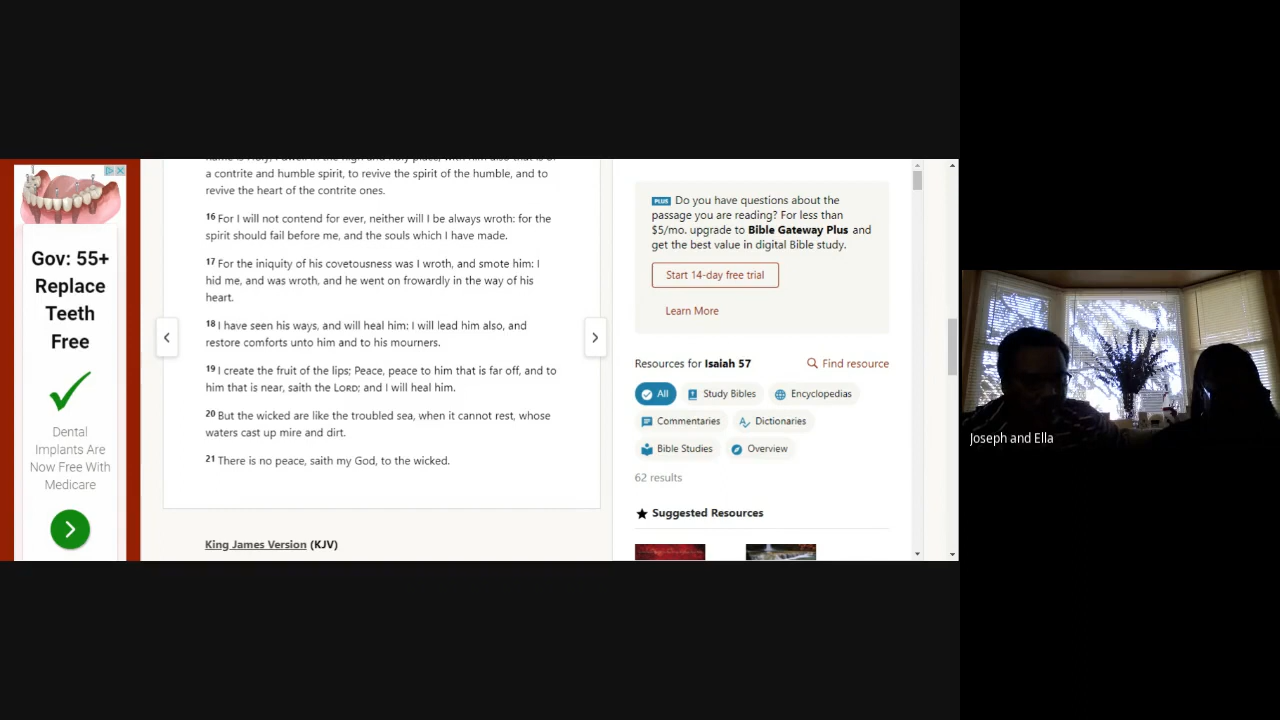 Gov: 55+
Replace
Teeth
Free
Dental
Implants Are
Now Free With
Medicare
a contrite and humble spirit, to revive the spirit of the humble, and to
revive the heart of the contrite ones.
16 For I will not contend for ever, neither will I be always wroth: for the
spirit should fail before me, and the souls which I have made.
17 For the iniquity of his covetousness was I wroth, and smote him: I
hid me, and was wroth, and he went on frowardly in the way of his
heart.
18 I have seen his ways, and will heal him: I will lead him also, and
restore comforts unto him and to his mourners.
19 I create the fruit of the lips; Peace, peace to him that is far off, and to
him that is near, saith the LORD; and I will heal him.
20 But the wicked are like the troubled sea, when it cannot rest, whose
waters cast up mire and dirt.
21 There is no peace, saith my God, to the wicked.
King James Version (KJV)
PLUS Do you have questions about the
passage you are reading? For less than
$5/mo. upgrade to Bible Gateway Plus and
get the best value in digital Bible study.
Start 14-day free trial
Learn More
Resources for Isaiah 57 Find resource
All Study Bibles Encyclopedias
Commentaries Dictionaries
Bible Studies Overview
62 results
Suggested Resources
Joseph and Ella